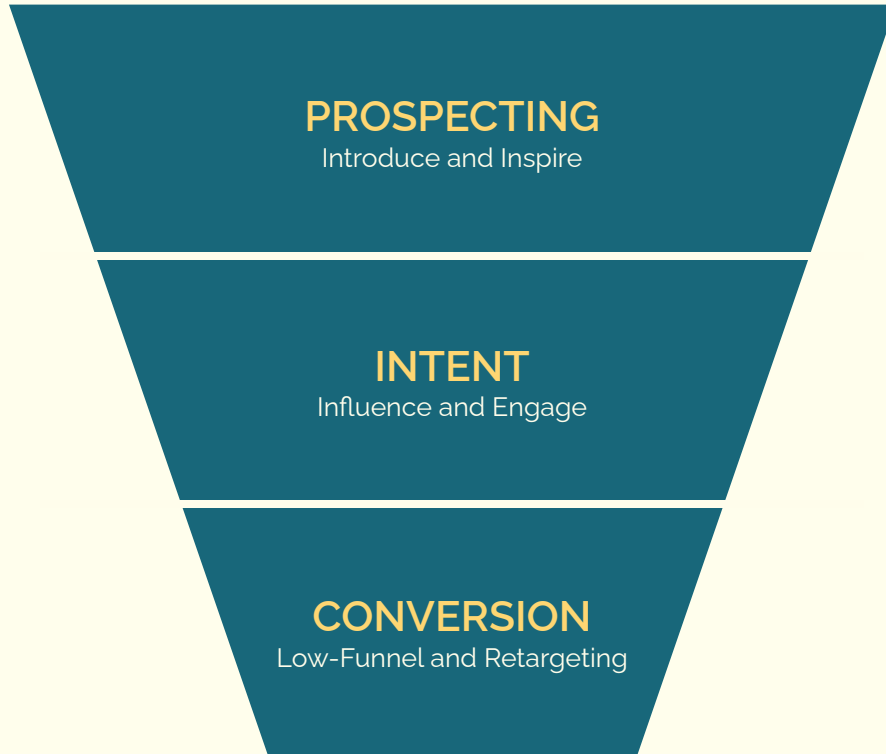 PROSPECTING
Introduce and Inspire
INTENT
Influence and Engage
CONVERSION
Low-Funnel and Retargeting